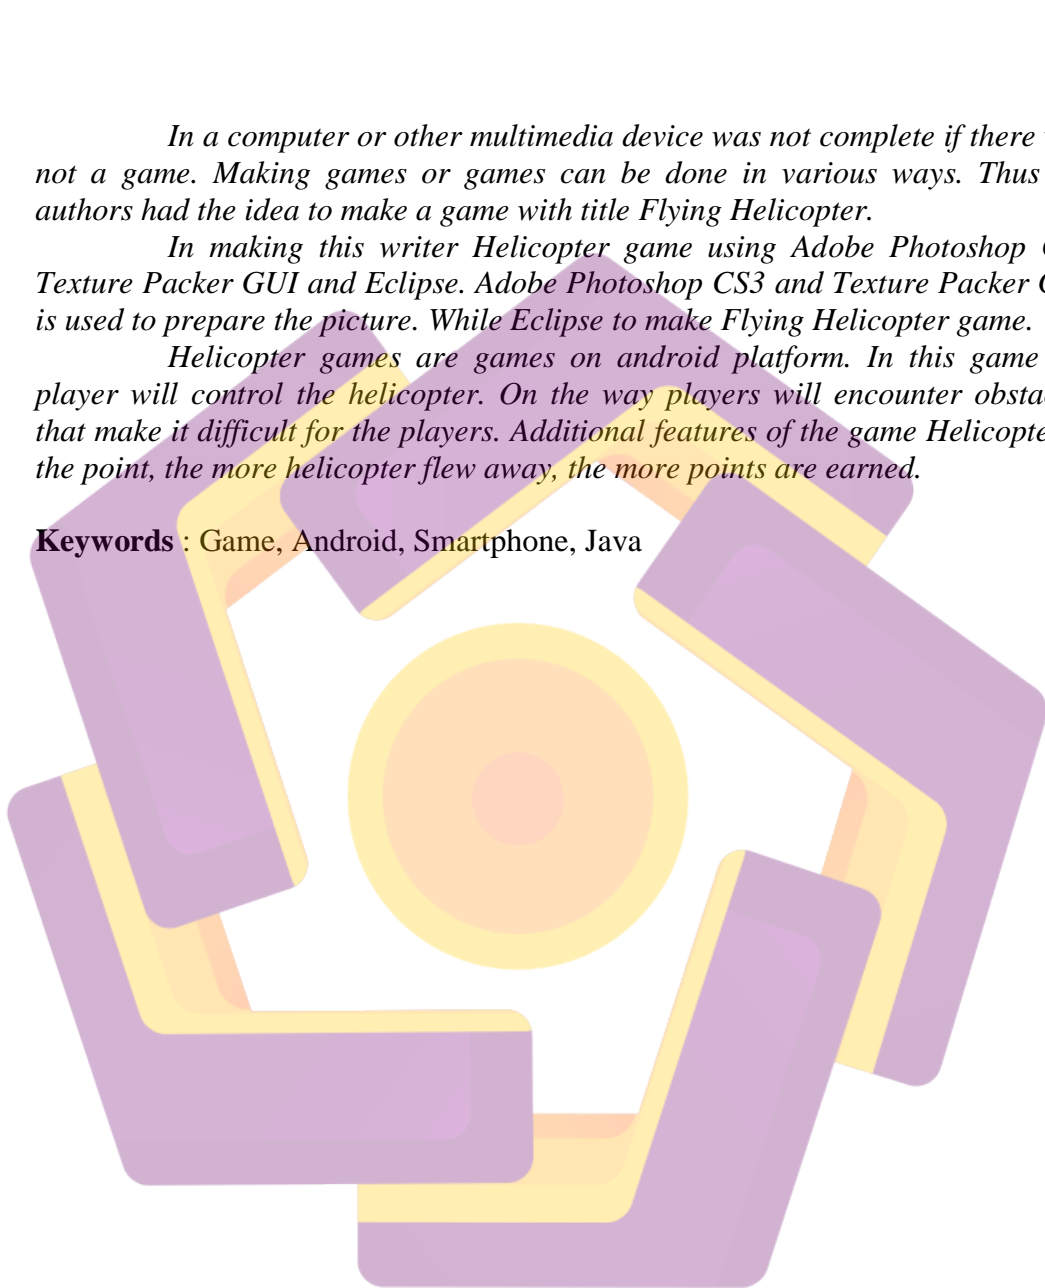 In a computer or other multimedia device was not complete if there
not a game. Making games or games can be done in various ways. Thus
authors had the idea to make a game with title Flying Helicopter.
In making this writer Helicopter game using Adobe Photoshop
Texture Packer GUI and Eclipse. Adobe Photoshop CS3 and Texture Packer
is used to prepare the picture. While Eclipse to make Flying Helicopter game.
Helicopter games are games on android platform. In this game
player will control the helicopter. On the way players will encounter
that make it difficult for the players. Additional features of the game
the point, the more helicopter flew away, the more points are earned.
Keywords : Game, Android, Smartphone, Java